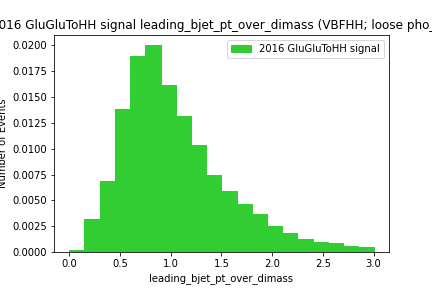 016 GluGluToHH signal leading_bjet_pt_over_dimass (VBFHH; loose pho_
2016 GluGluToHH signal
Number of Events
0.0200
0.0175
0.0150
0.0125
0.0100
0.0075
0.0050
0.0025
0.0000
0.0 0.5 1.0 1.5 2.0 2.5 3.0
leading_bjet_pt_over_dimass